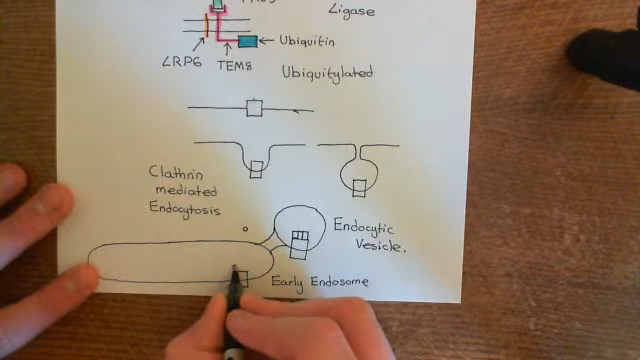 Ligase
Ubiquitin
LRP6 TEM8
Ubiquitylated
Clathrin
mediated
Endocytosis
Endocytic
Vesicle.
Early Endosome